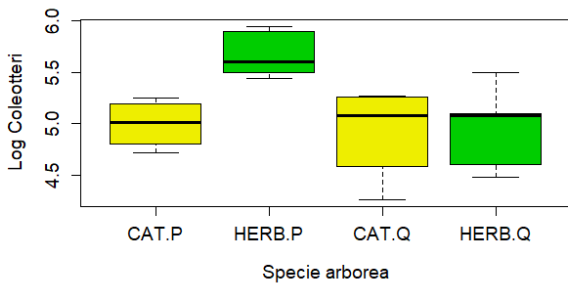 Log Coleotteri
6.0
5.5
5.0
4.5
CAT.P HERB.P CAT.Q HERB.Q
Specie arborea